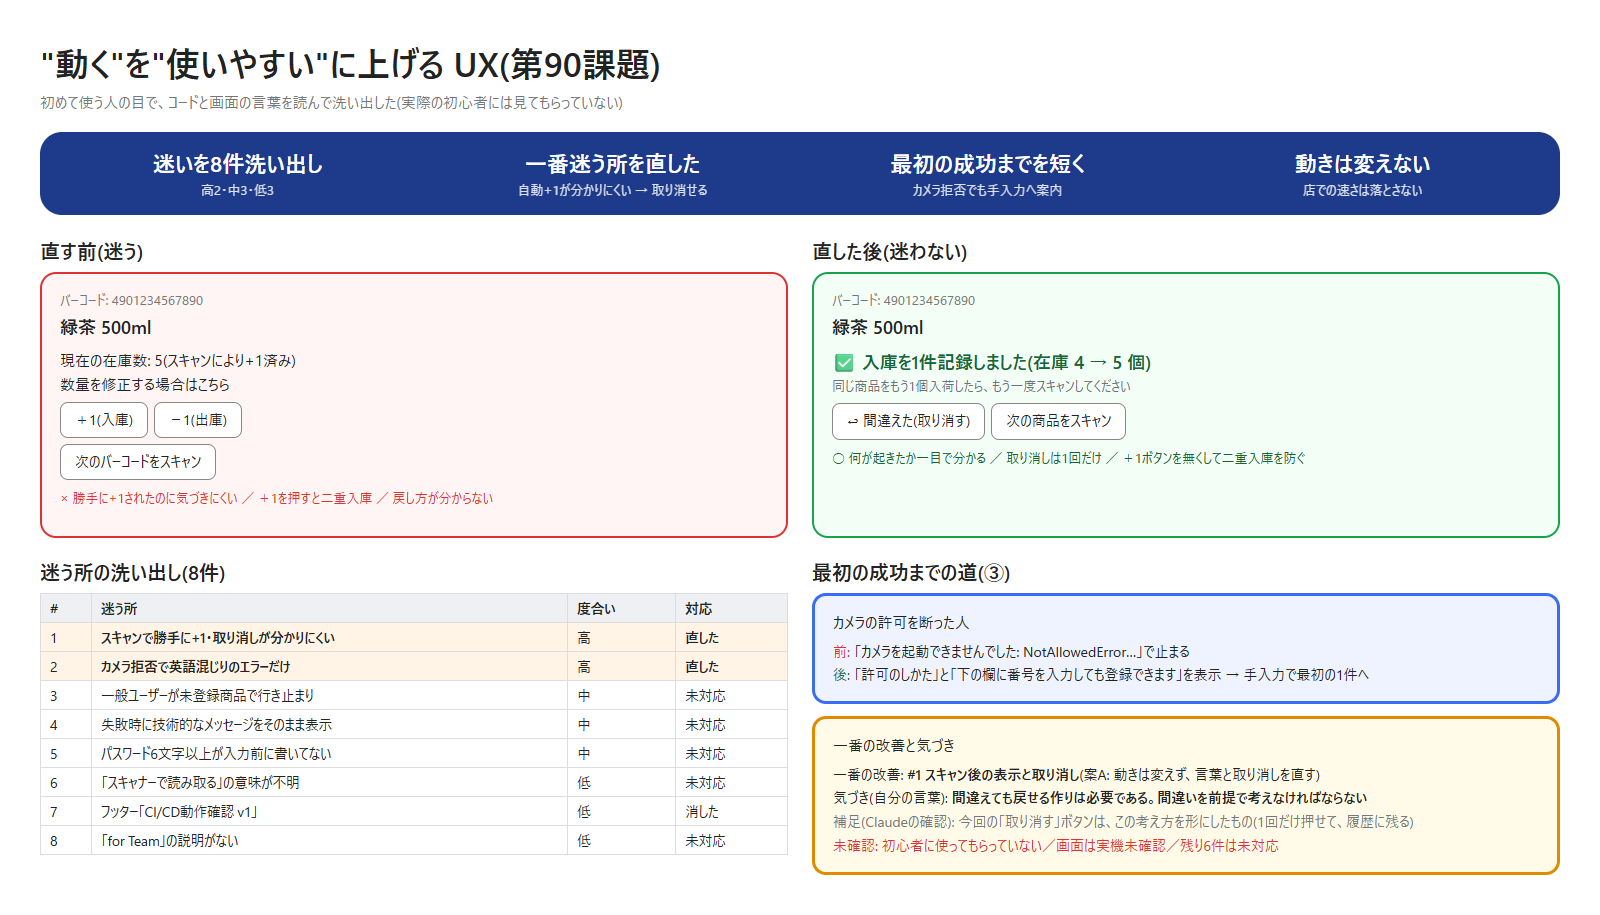 "動く"を"使いやすい"に上げる UX(第90課題)
初めて使う人の目で、コードと画面の言葉を読んで洗い出した(実際の初心者には見てもらっていない)
迷いを8件洗い出し
高2・中3・低3
一番迷う所を直した
自動+1が分かりにくい → 取り消せる
最初の成功までを短く
カメラ拒否でも手入力へ案内
動きは変えない
店での速さは落とさない
直す前(迷う)
バーコード: 4901234567890
緑茶 500ml
現在の在庫数: 5(スキャンにより+1済み)
数量を修正する場合はこちら
＋1(入庫)
－1(出庫)
次のバーコードをスキャン
× 勝手に+1されたのに気づきにくい ／ ＋1を押すと二重入庫 ／ 戻し方が分からない
直した後(迷わない)
バーコード: 4901234567890
緑茶 500ml
✅ 入庫を1件記録しました(在庫 4 → 5 個)
同じ商品をもう1個入荷したら、もう一度スキャンしてください
↩ 間違えた(取り消す)
次の商品をスキャン
○ 何が起きたか一目で分かる ／ 取り消しは1回だけ ／ ＋1ボタンを無くして二重入庫を防ぐ
迷う所の洗い出し(8件)
# 迷う所 度合い 対応
1 スキャンで勝手に+1・取り消しが分かりにくい 高 直した
2 カメラ拒否で英語混じりのエラーだけ 高 直した
3 一般ユーザーが未登録商品で行き止まり 中 未対応
4 失敗時に技術的なメッセージをそのまま表示 中 未対応
5 パスワード6文字以上が入力前に書いてない 中 未対応
6 「スキャナーで読み取る」の意味が不明 低 未対応
7 フッター「CI/CD動作確認 v1」 低 消した
8 「for Team」の説明がない 低 未対応
最初の成功までの道(③)
カメラの許可を断った人
前: 「カメラを起動できませんでした: NotAllowedError...」で止まる
後: 「許可のしかた」と「下の欄に番号を入力しても登録できます」を表示 → 手入力で最初の1件へ
一番の改善と気づき
一番の改善: #1 スキャン後の表示と取り消し(案A: 動きは変えず、言葉と取り消しを直す)
気づき(自分の言葉): 間違えても戻せる作りは必要である。間違いを前提で考えなければならない
補足(Claudeの確認): 今回の「取り消す」ボタンは、この考え方を形にしたもの(1回だけ押せて、履歴に残る)
未確認: 初心者に使ってもらっていない／画面は実機未確認／残り6件は未対応